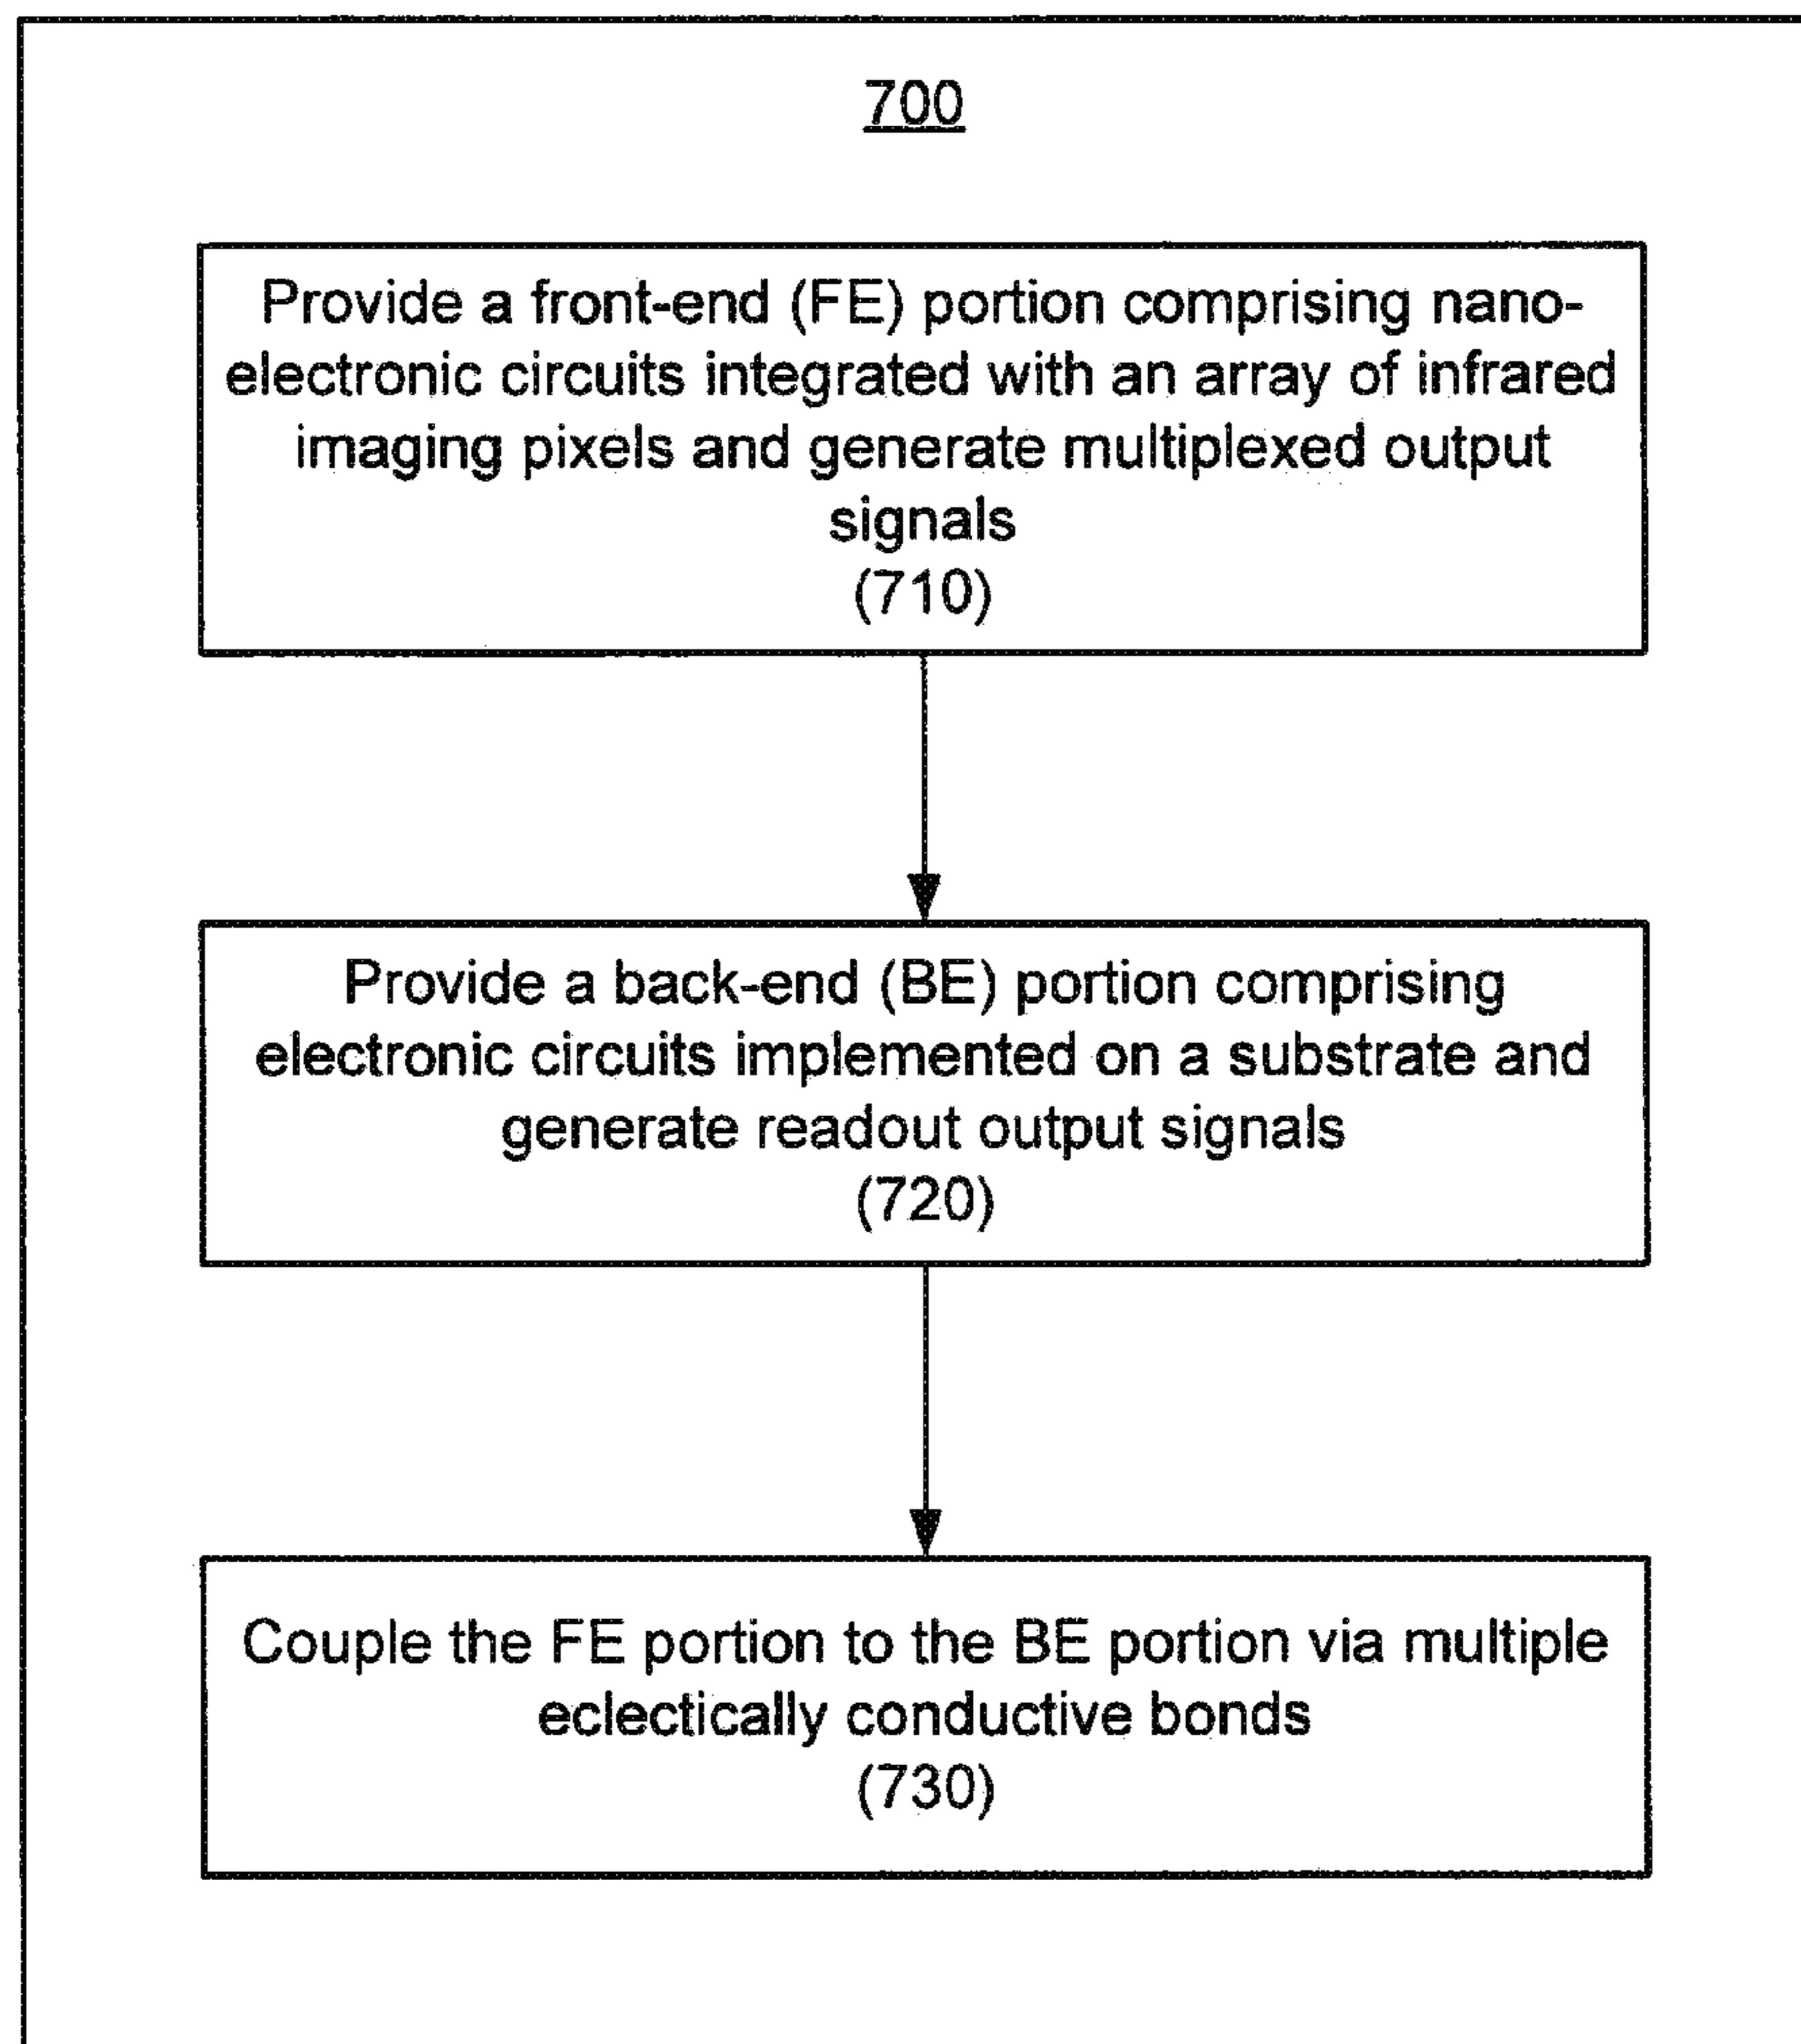 700
Provide a front-end (FE) portion comprising nano-
electronic circuits integrated with an array of infrared
imaging pixels and generate multiplexed output
signals
(710)
Provide a back-end (BE) portion comprising
electronic circuits implemented on a substrate and
generate readout output signals
(720)
Couple the FE portion to the BE portion via multiple
eclectically conductive bonds
(730)